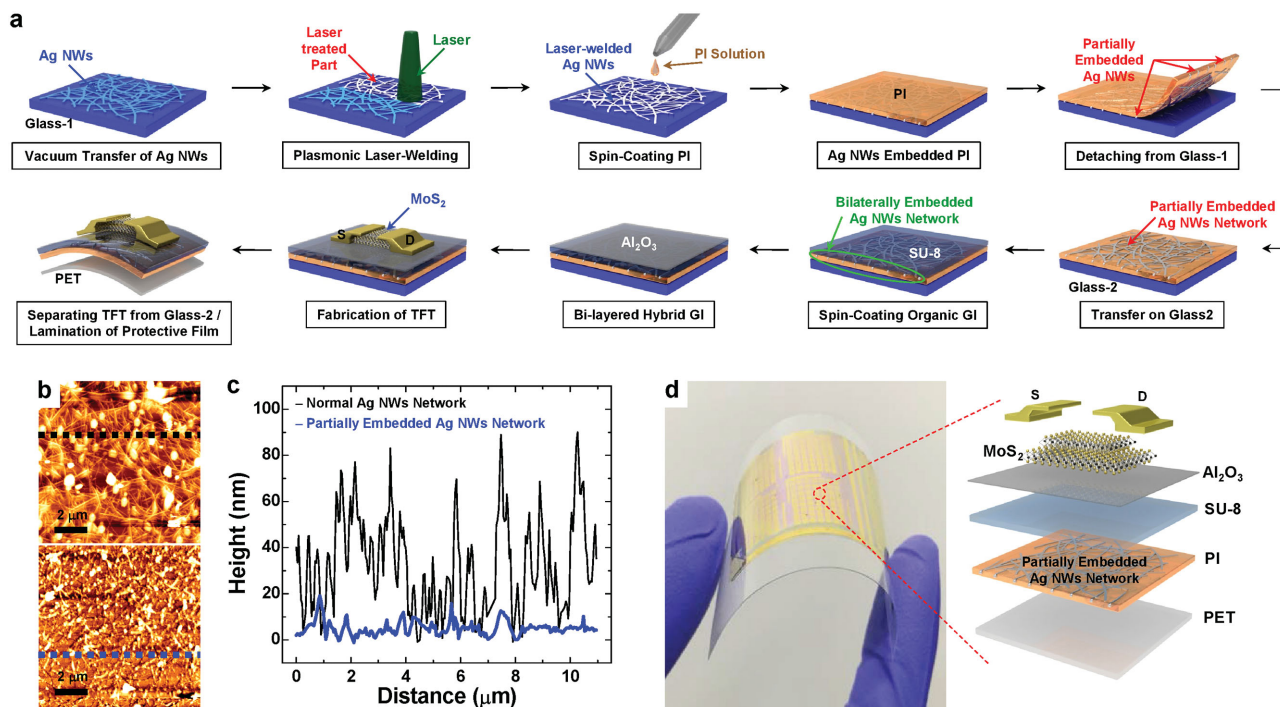 a
Ag NWs
Glass-1
Vacuum Transfer of Ag NWs
Laser
treated
Part
Laser
Plasmonic Laser-Welding
Laser-welded
Ag NWs
PI Solution
Spin-Coating PI
PI
Ag NWs Embedded PI
Partially
Embedded
Ag NWs
Detaching from Glass-1
PET
Separating TFT from Glass-2 /
Lamination of Protective Film
MoS₂
S
D
Fabrication of TFT
Al₂O₃
Bi-layered Hybrid GI
Bilaterally Embedded
Ag NWs Network
SU-8
Spin-Coating Organic GI
Partially Embedded
Ag NWs Network
Glass-2
Transfer on Glass2
b
2 μm
2 μm
c
Height (nm)
100
80
60
40
20
0
Normal Ag NWs Network
Partially Embedded Ag NWs Network
0 2 4 6 8 10
Distance (μm)
d
S
D
MoS₂
Al₂O₃
SU-8
PI
Partially Embedded
Ag NWs Network
PET